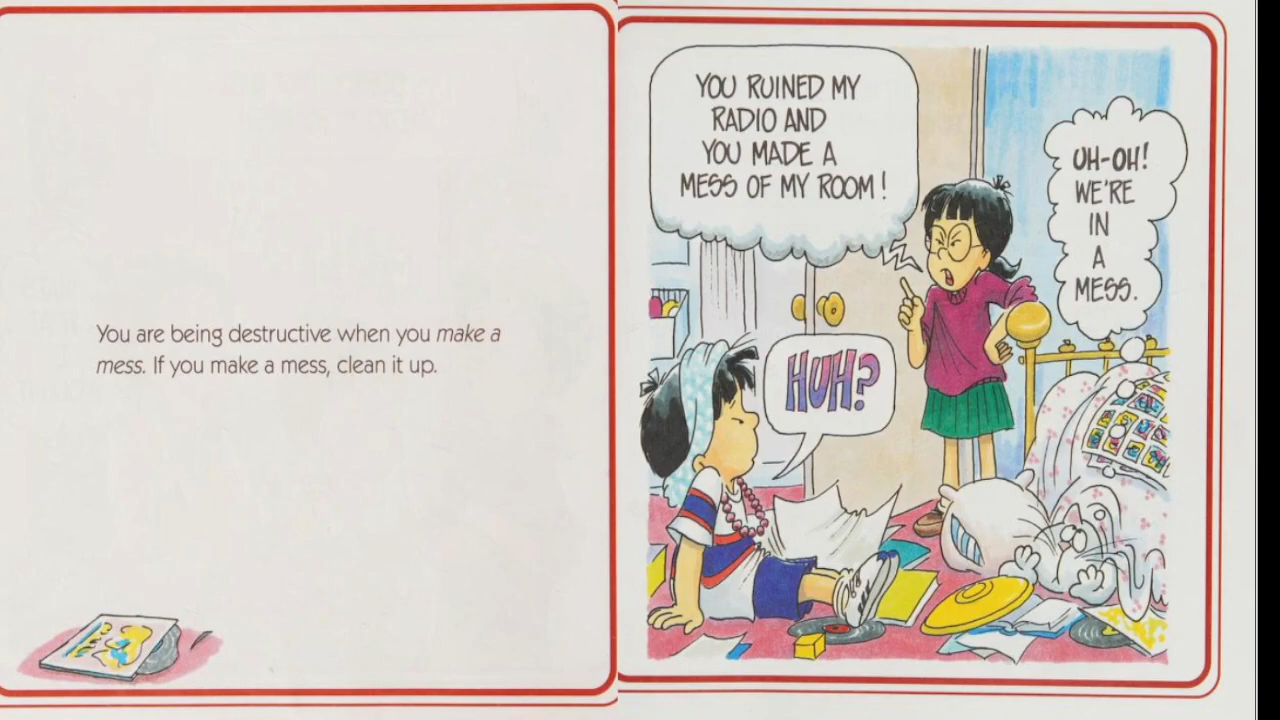 You are being destructive when you make a
mess. If you make a mess, clean it up.
YOU RUINED MY
RADIO AND
YOU MADE A
MESS OF MY ROOM!
HUH?
UH-OH!
WE'RE
IN
A
MESS.